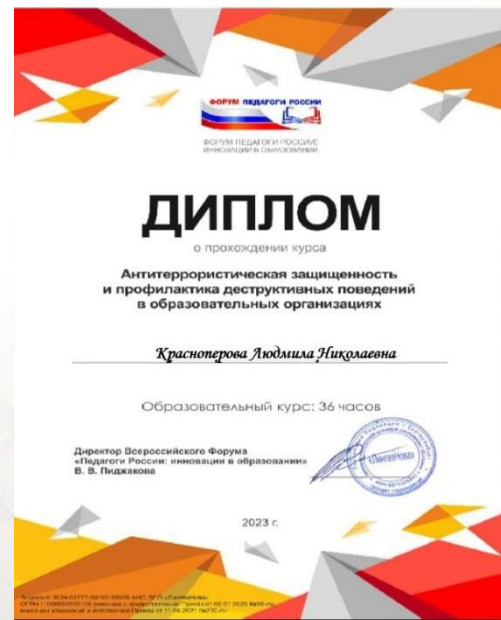 ФОРУМ ПЕДАГОГИ РОССИИ
ФОРУМ ПЕДАГОГИ РОССИИ:
ИННОВАЦИИ В ОБРАЗОВАНИИ
ДИПЛОМ
о прохождении курса
Антитеррористическая защищенность
и профилактика деструктивных поведений
в образовательных организациях
Красноперова Людмила Николаевна
Образовательный курс: 36 часов
Директор Всероссийского Форума
«Педагоги России: инновации в образовании»
В. В. Пиджакова
«ЛингваНова»
2023 г.